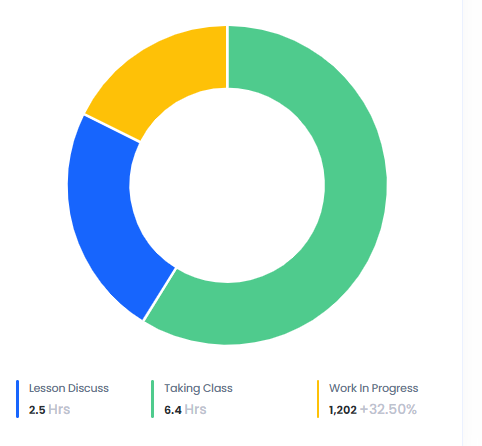 Lesson Discuss
2.5 Hrs
Taking Class
6.4 Hrs
Work In Progress
1,202 +32.50%